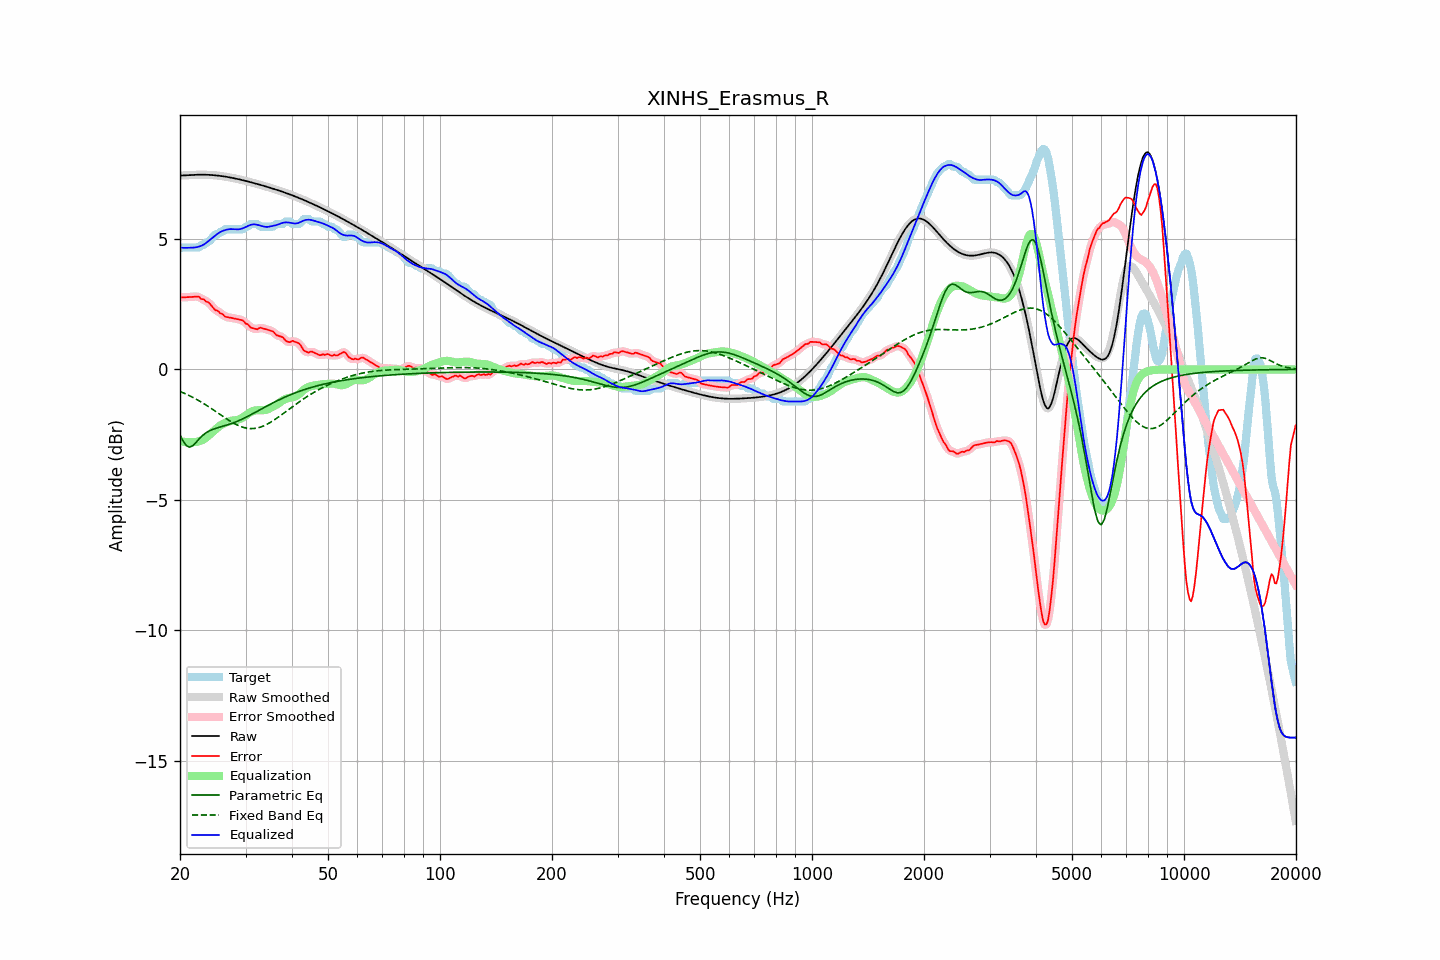 XINHS_Erasmus_R
Amplitude (dBr)
5
0
−5
−10
−15
Target
Raw Smoothed
Error Smoothed
Raw
Error
Equalization
Parametric Eq
Fixed Band Eq
Equalized
20 50 100 200 500 1000 2000 5000 10000 20000
Frequency (Hz)